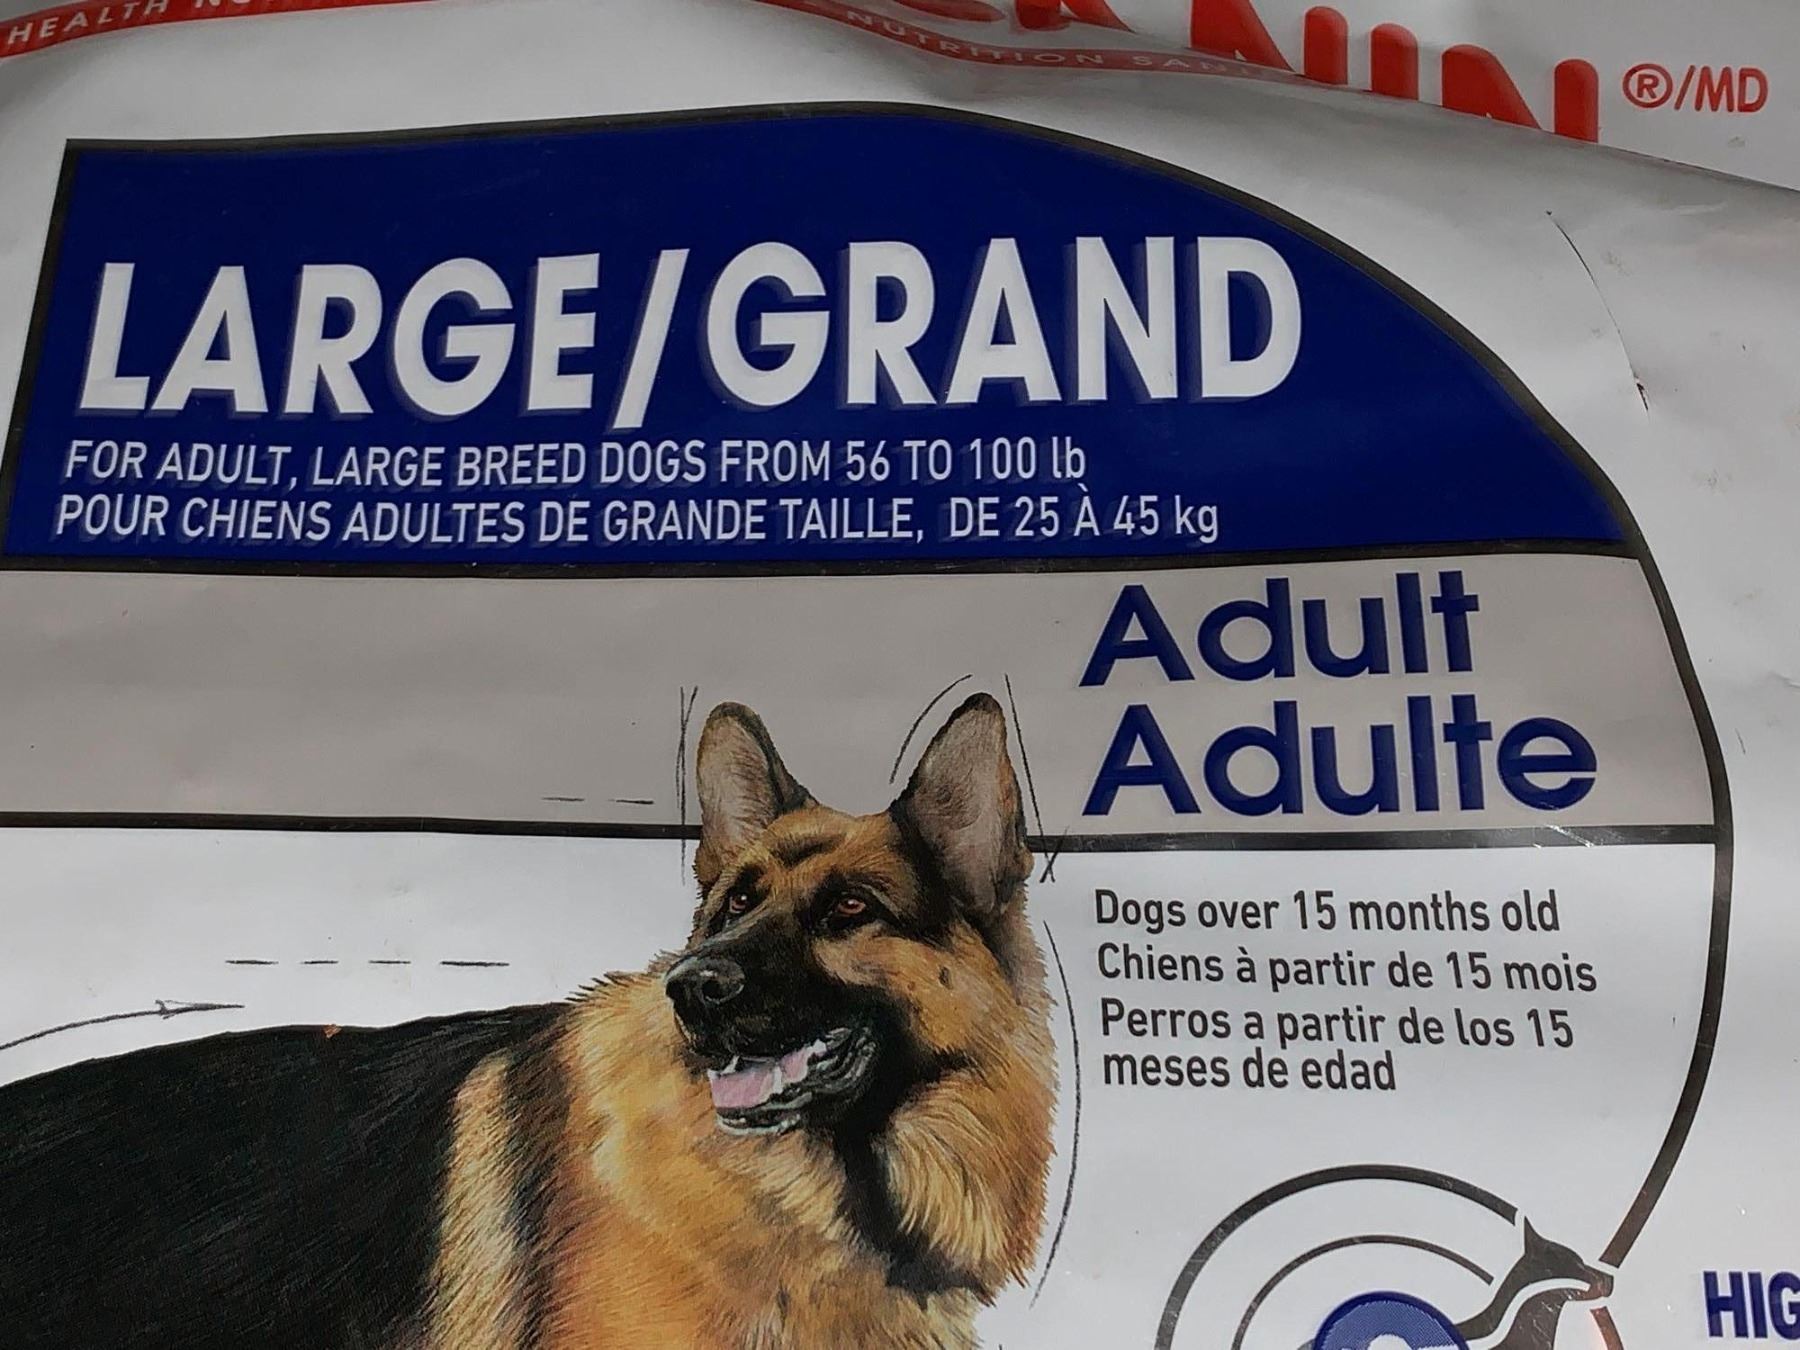 HEALTH
NUTRITION
®/MD
LARGE/GRAND
FOR ADULT, LARGE BREED DOGS FROM 56 TO 100 lb
POUR CHIENS ADULTES DE GRANDE TAILLE, DE 25 À 45 kg
Adult
Adulte
Dogs over 15 months old
Chiens à partir de 15 mois
Perros a partir de los 15
meses de edad